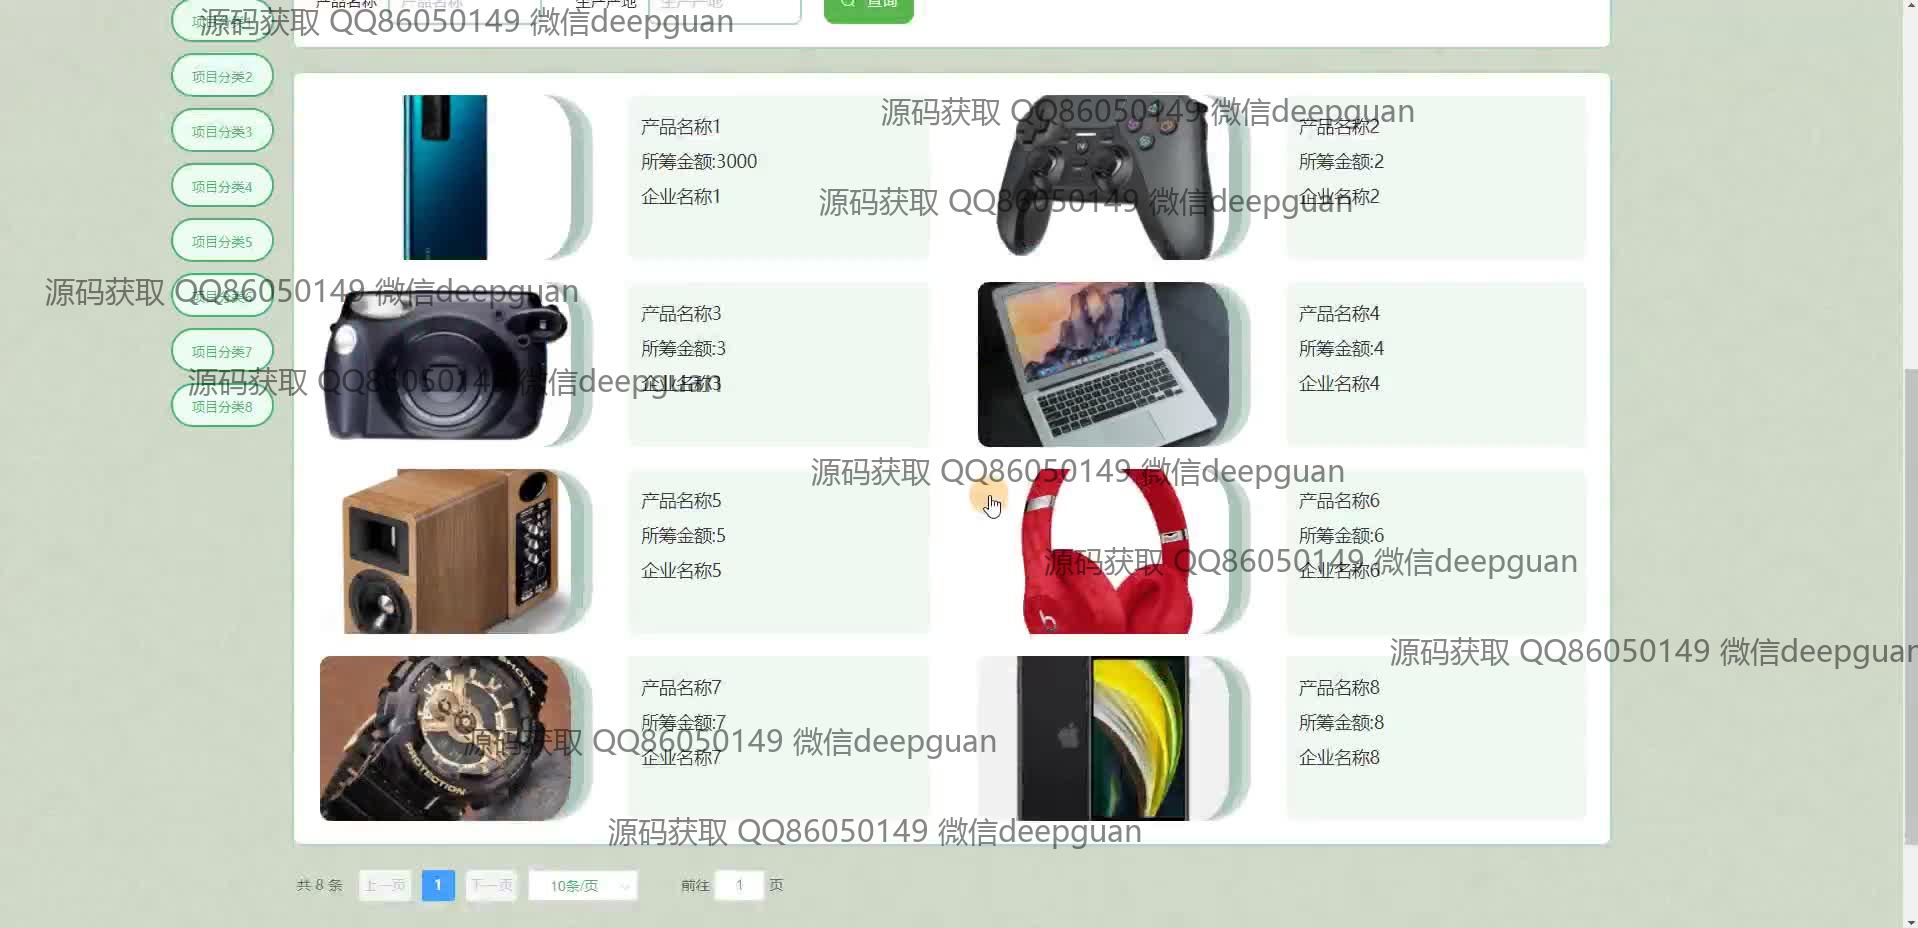 产品名称 产品名称 生产产地 生产产地 查询
源码获取 QQ86050149 微信deepguan
项目分类2
项目分类3
项目分类4
项目分类5
项目分类6
项目分类7
项目分类8
源码获取 QQ86050149 微信deepguan
产品名称1
所筹金额:3000
企业名称1
产品名称2
所筹金额:2
企业名称2
源码获取 QQ86050149 微信deepguan
源码获取 QQ86050149 微信deepguan
产品名称3
所筹金额:3
企业名称3
源码获取 QQ86050149 微信deepguan
产品名称4
所筹金额:4
企业名称4
源码获取 QQ86050149 微信deepguan
产品名称5
所筹金额:5
企业名称5
产品名称6
所筹金额:6
企业名称6
源码获取 QQ86050149 微信deepguan
源码获取 QQ86050149 微信deepguan
SHOCK
PROTECTION
产品名称7
所筹金额:7
企业名称7
源码获取 QQ86050149 微信deepguan
产品名称8
所筹金额:8
企业名称8
源码获取 QQ86050149 微信deepguan
共 8 条 上一页 1 下一页 10条/页 前往 1 页